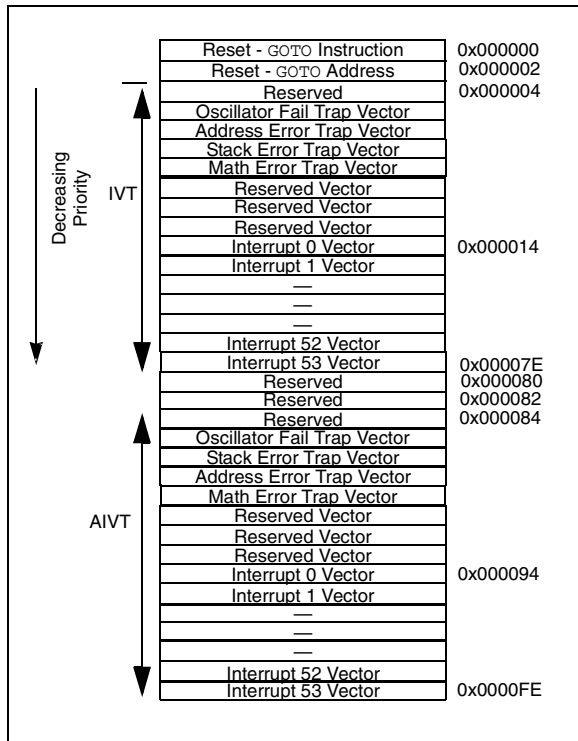 Reset - GOTO Instruction 0x000000
Reset - GOTO Address 0x000002
Reserved 0x000004
Oscillator Fail Trap Vector
Address Error Trap Vector
Stack Error Trap Vector
Math Error Trap Vector
Decreasing
Priority
IVT
Reserved Vector
Reserved Vector
Reserved Vector
Interrupt 0 Vector 0x000014
Interrupt 1 Vector
—
—
—
Interrupt 52 Vector
Interrupt 53 Vector 0x00007E
Reserved 0x000080
Reserved 0x000082
Reserved 0x000084
Oscillator Fail Trap Vector
Stack Error Trap Vector
Address Error Trap Vector
Math Error Trap Vector
AIVT
Reserved Vector
Reserved Vector
Reserved Vector
Interrupt 0 Vector 0x000094
Interrupt 1 Vector
—
—
—
Interrupt 52 Vector
Interrupt 53 Vector 0x0000FE